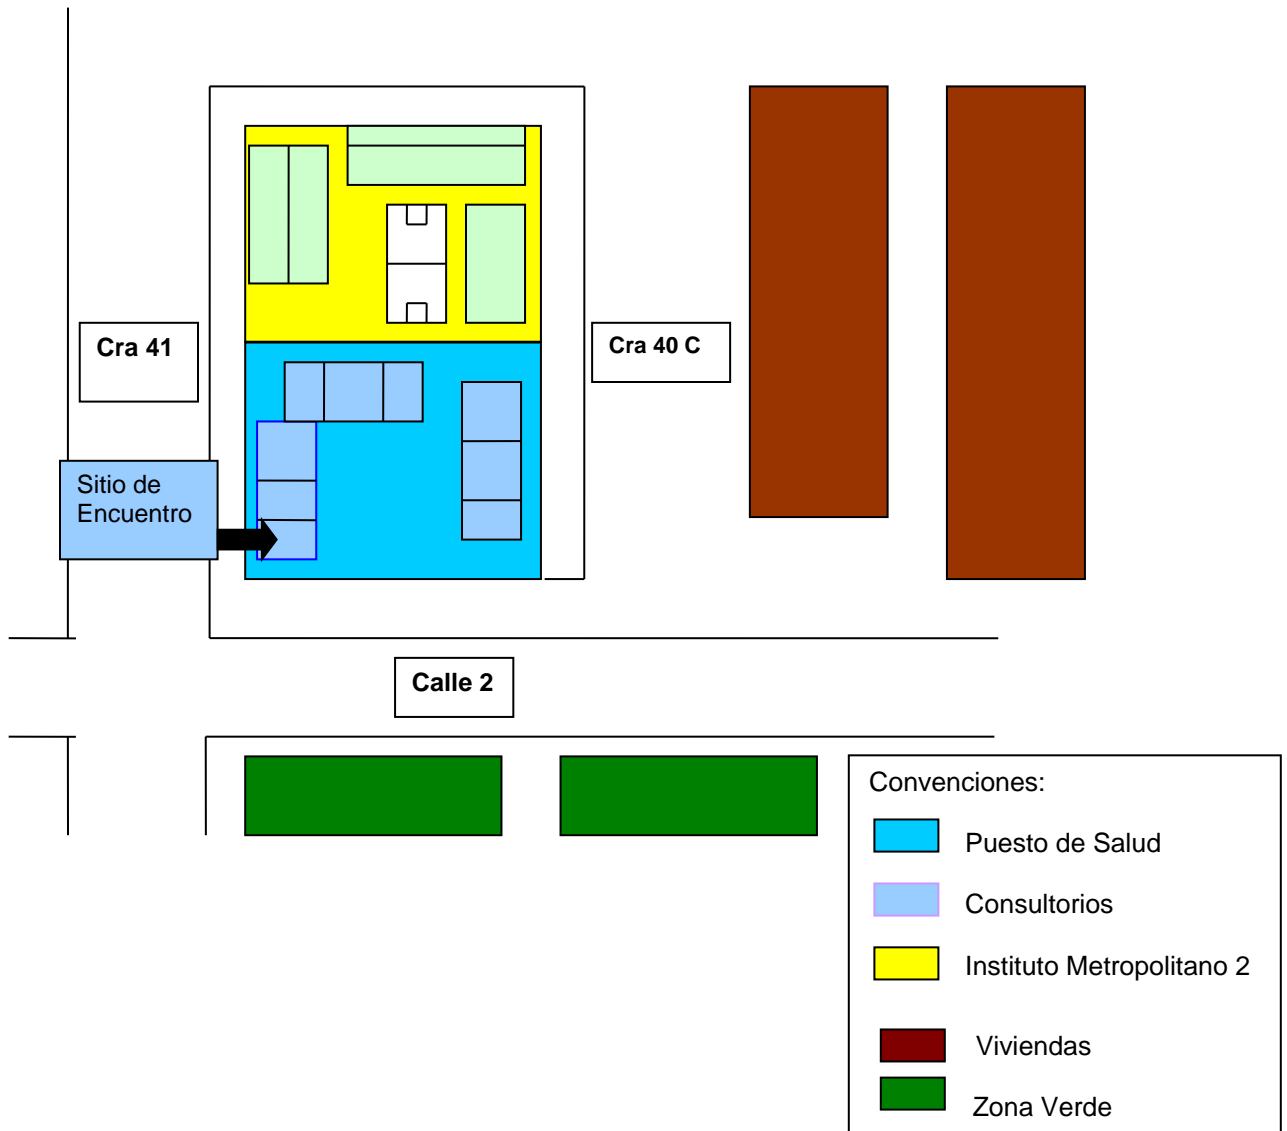 Cra 41
Cra 40 C
Sitio de
Encuentro
Calle 2
Convenciones:
Puesto de Salud
Consultorios
Instituto Metropolitano 2
Viviendas
Zona Verde